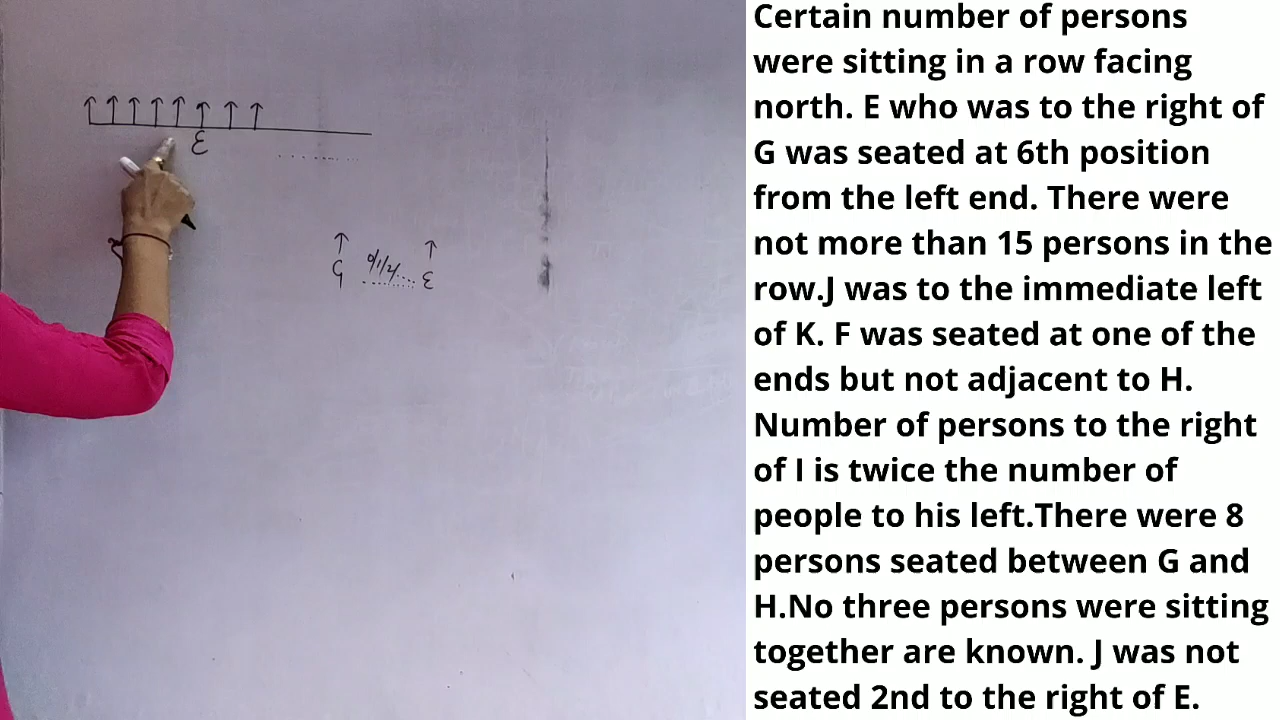 Ɛ
G 0/1/2/.... Ɛ
Certain number of persons
were sitting in a row facing
north. E who was to the right of
G was seated at 6th position
from the left end. There were
not more than 15 persons in the
row.J was to the immediate left
of K. F was seated at one of the
ends but not adjacent to H.
Number of persons to the right
of I is twice the number of
people to his left.There were 8
persons seated between G and
H.No three persons were sitting
together are known. J was not
seated 2nd to the right of E.